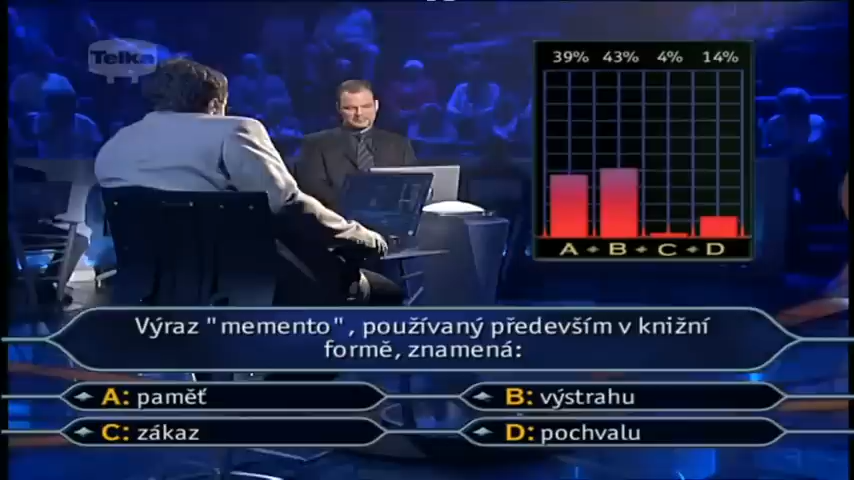 Telka
39% 43% 4% 14%
A B C D
Výraz "memento", používaný především v knižní
formě, znamená:
A: paměť
B: výstrahu
C: zákaz
D: pochvalu